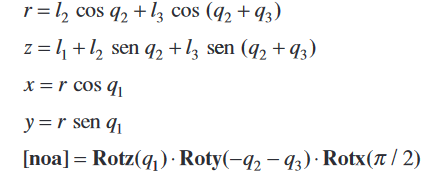 r = l₂ cos q₂ + l₃ cos (q₂ + q₃)
z = l₁ + l₂ sen q₂ + l₃ sen (q₂ + q₃)
x = r cos q₁
y = r sen q₁
[noa] = Rotz(q₁) · Roty(−q₂ − q₃) · Rotx(π / 2)